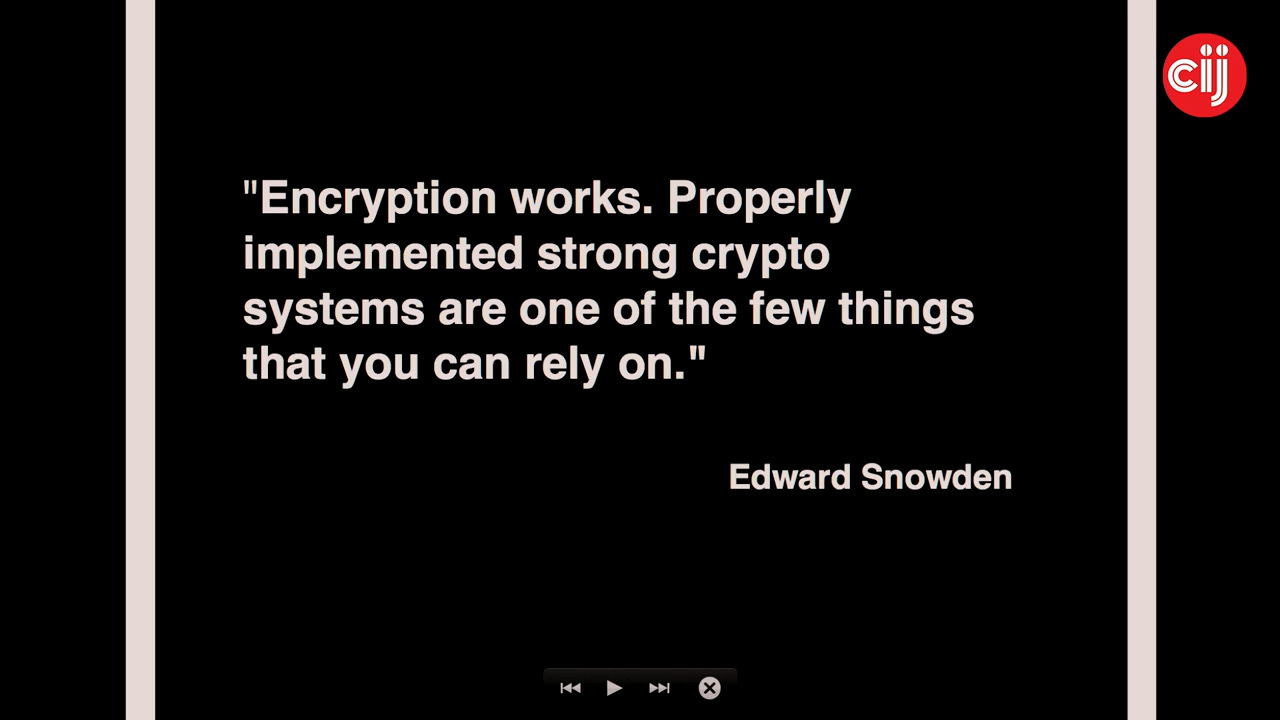 cij
"Encryption works. Properly
implemented strong crypto
systems are one of the few things
that you can rely on."
Edward Snowden